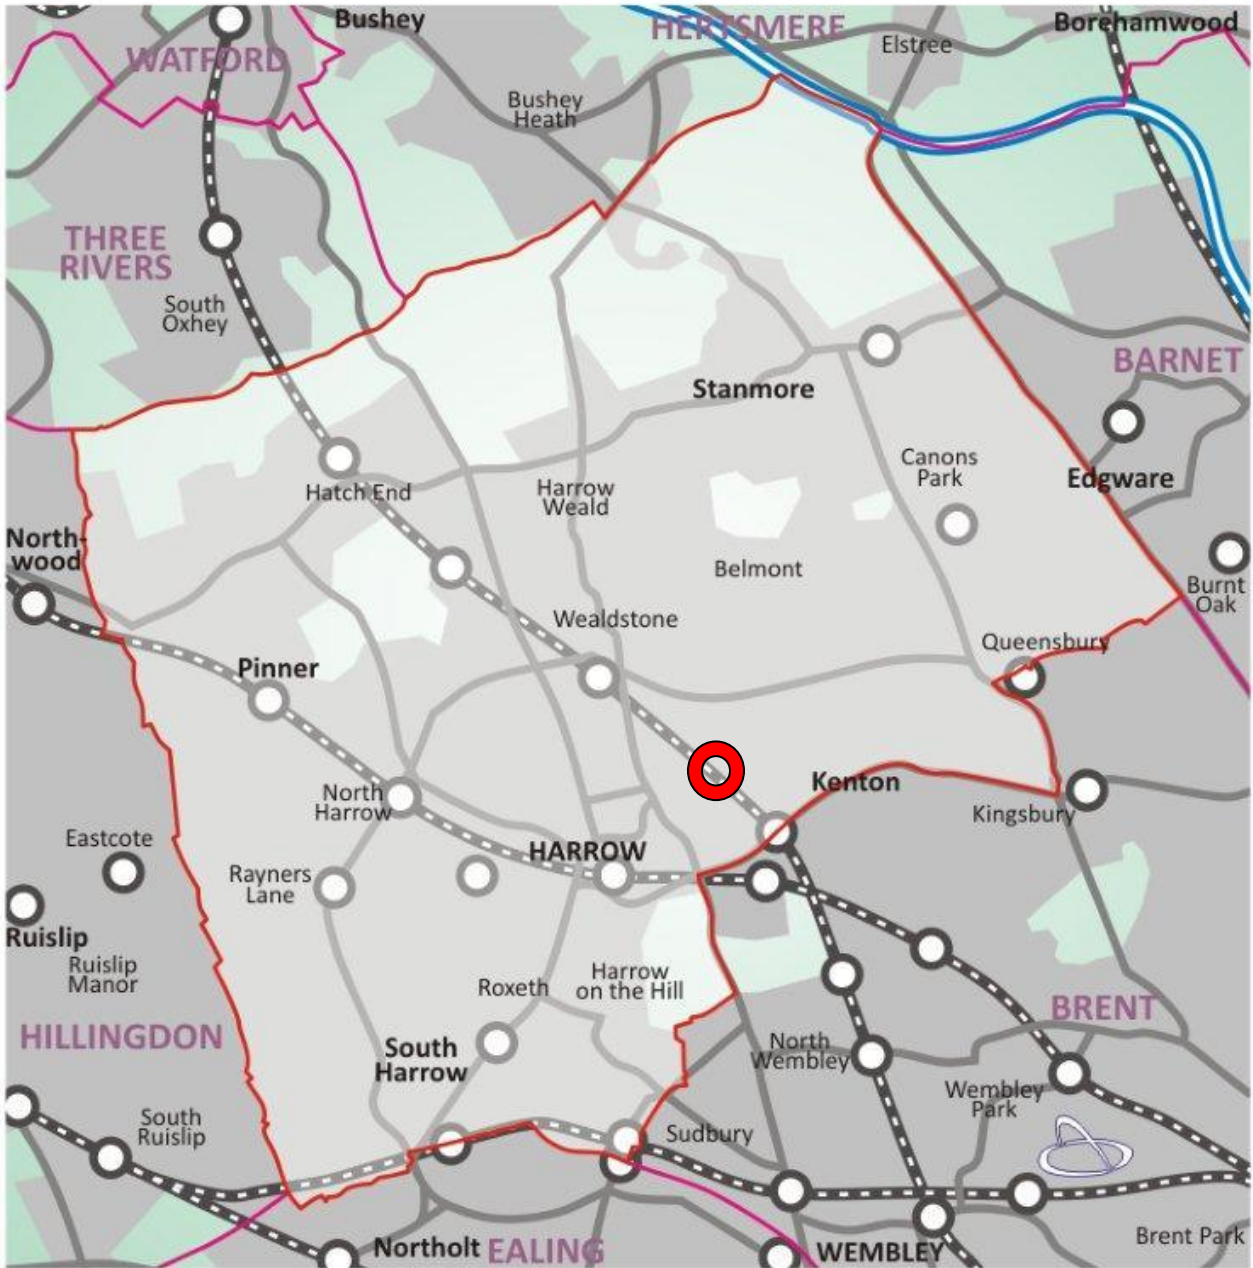 Bushey
HERTSMERE
Borehamwood
WATFORD
Elstree
Bushey
Heath
THREE
RIVERS
South
Oxhey
BARNET
Stanmore
Canons
Park
Edgware
Hatch End
Harrow
Weald
North-
wood
Belmont
Burnt
Oak
Wealdstone
Queensbury
Pinner
Kenton
North
Harrow
Kingsbury
Eastcote
HARROW
Rayners
Lane
Ruislip
Ruislip
Manor
Roxeth
Harrow
on the Hill
BRENT
HILLINGDON
South
Harrow
North
Wembley
Wembley
Park
South
Ruislip
Sudbury
Northolt
EALING
WEMBLEY
Brent Park